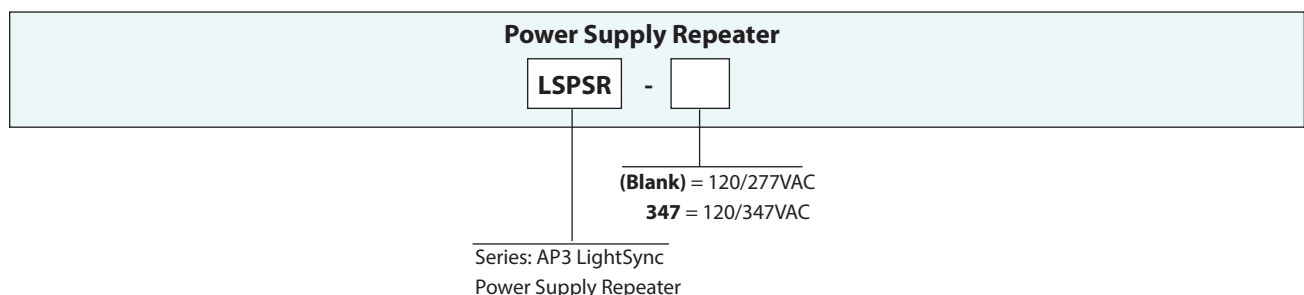 Power Supply Repeater
LSPSR -
(Blank) = 120/277VAC
347 = 120/347VAC
Series: AP3 LightSync
Power Supply Repeater